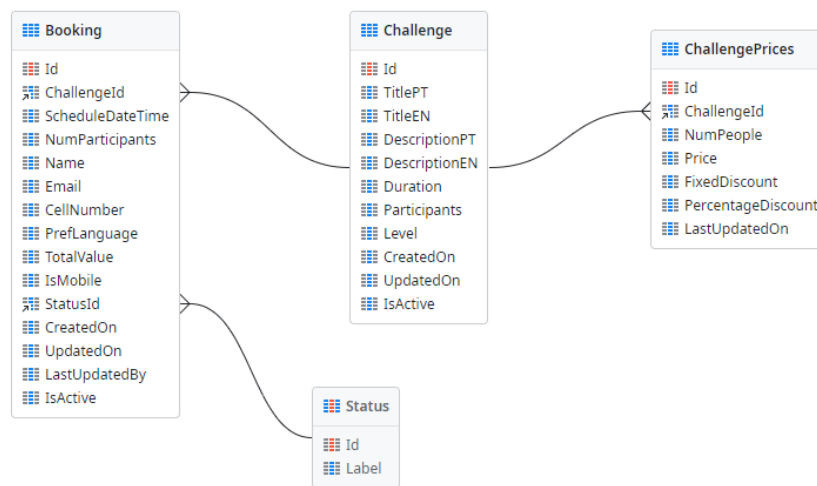 Booking
Id
ChallengeId
ScheduleDateTime
NumParticipants
Name
Email
CellNumber
PrefLanguage
TotalValue
IsMobile
StatusId
CreatedOn
UpdatedOn
LastUpdatedBy
IsActive
Challenge
Id
TitlePT
TitleEN
DescriptionPT
DescriptionEN
Duration
Participants
Level
CreatedOn
UpdatedOn
IsActive
ChallengePrices
Id
ChallengeId
NumPeople
Price
FixedDiscount
PercentageDiscount
LastUpdatedOn
Status
Id
Label